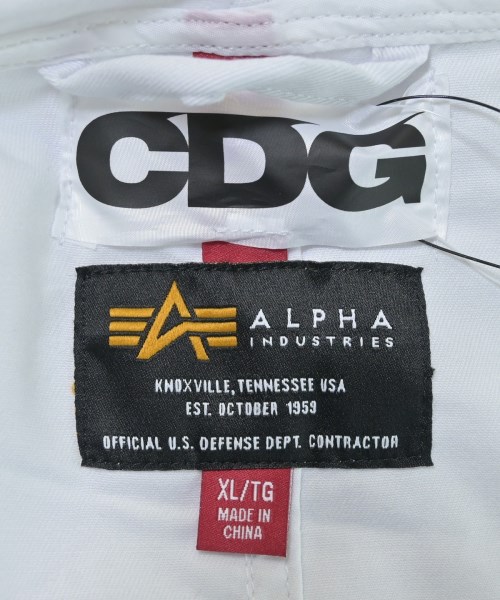 CDG
ALPHA
INDUSTRIES
KNOXVILLE, TENNESSEE USA
EST. OCTOBER 1959
OFFICIAL U.S. DEFENSE DEPT. CONTRACTOR
XL/TG
MADE IN
CHINA